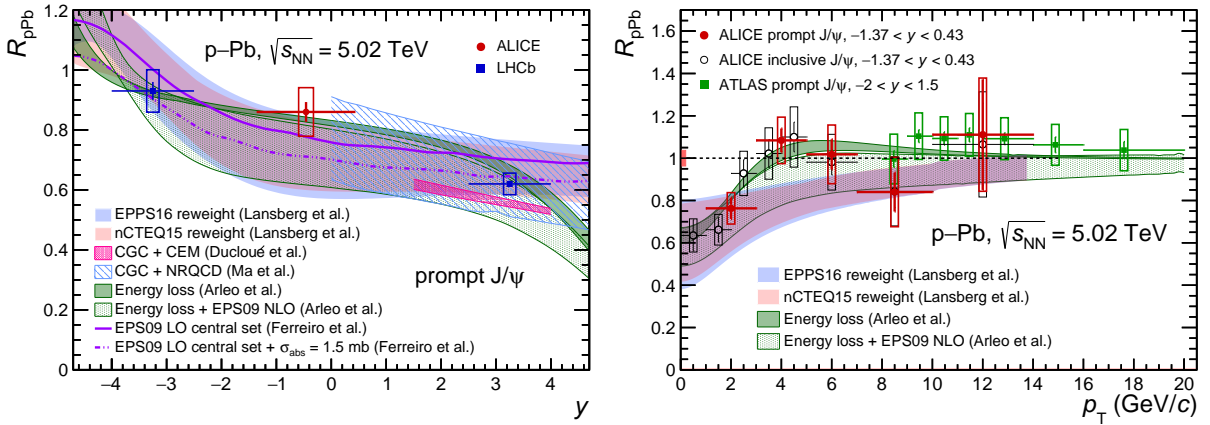 R_pPb
1.2
1
0.8
0.6
0.4
0.2
0
p−Pb, √s_NN = 5.02 TeV
ALICE
LHCb
EPPS16 reweight (Lansberg et al.)
nCTEQ15 reweight (Lansberg et al.)
CGC + CEM (Ducloué et al.)
CGC + NRQCD (Ma et al.)
Energy loss (Arleo et al.)
Energy loss + EPS09 NLO (Arleo et al.)
EPS09 LO central set (Ferreiro et al.)
EPS09 LO central set + σ_abs = 1.5 mb (Ferreiro et al.)
prompt J/ψ
−4 −3 −2 −1 0 1 2 3 4
y
R_pPb
1.6
1.4
1.2
1
0.8
0.6
0.4
0.2
0
ALICE prompt J/ψ, −1.37 < y < 0.43
ALICE inclusive J/ψ, −1.37 < y < 0.43
ATLAS prompt J/ψ, −2 < y < 1.5
p−Pb, √s_NN = 5.02 TeV
EPPS16 reweight (Lansberg et al.)
nCTEQ15 reweight (Lansberg et al.)
Energy loss (Arleo et al.)
Energy loss + EPS09 NLO (Arleo et al.)
0 2 4 6 8 10 12 14 16 18 20
p_T (GeV/c)